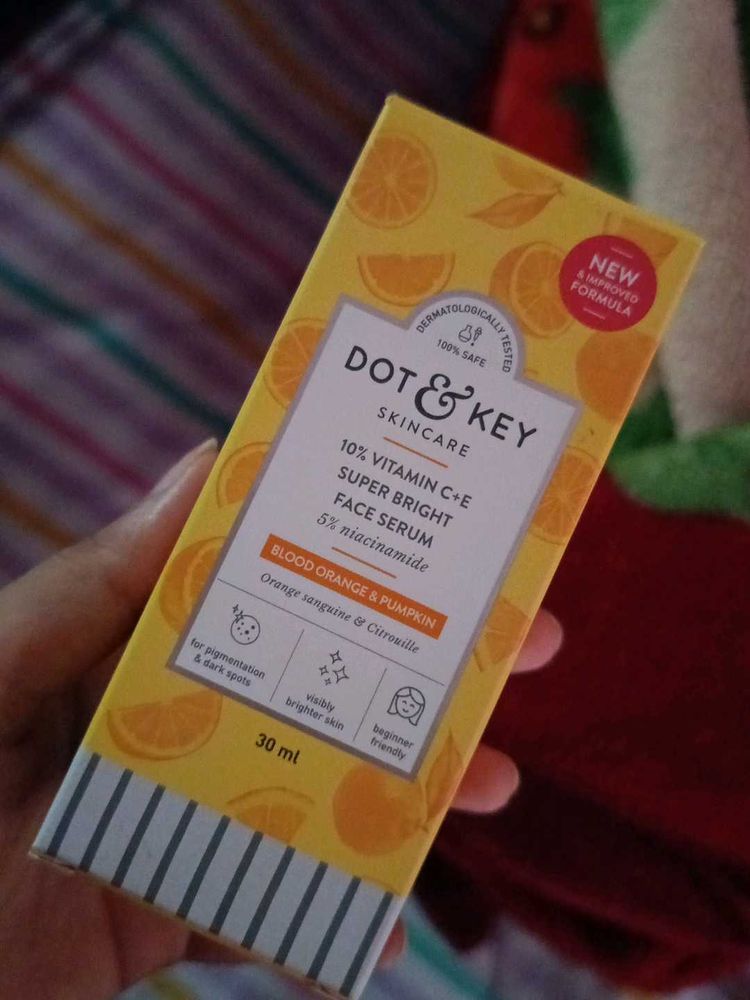 NEW
& IMPROVED
FORMULA
DERMATOLOGICALLY TESTED
100% SAFE
DOT & KEY
SKINCARE
10% VITAMIN C+E
SUPER BRIGHT
FACE SERUM
5% niacinamide
BLOOD ORANGE & PUMPKIN
Orange sanguine & Citrouille
for pigmentation
& dark spots
visibly
brighter skin
beginner
friendly
30 ml